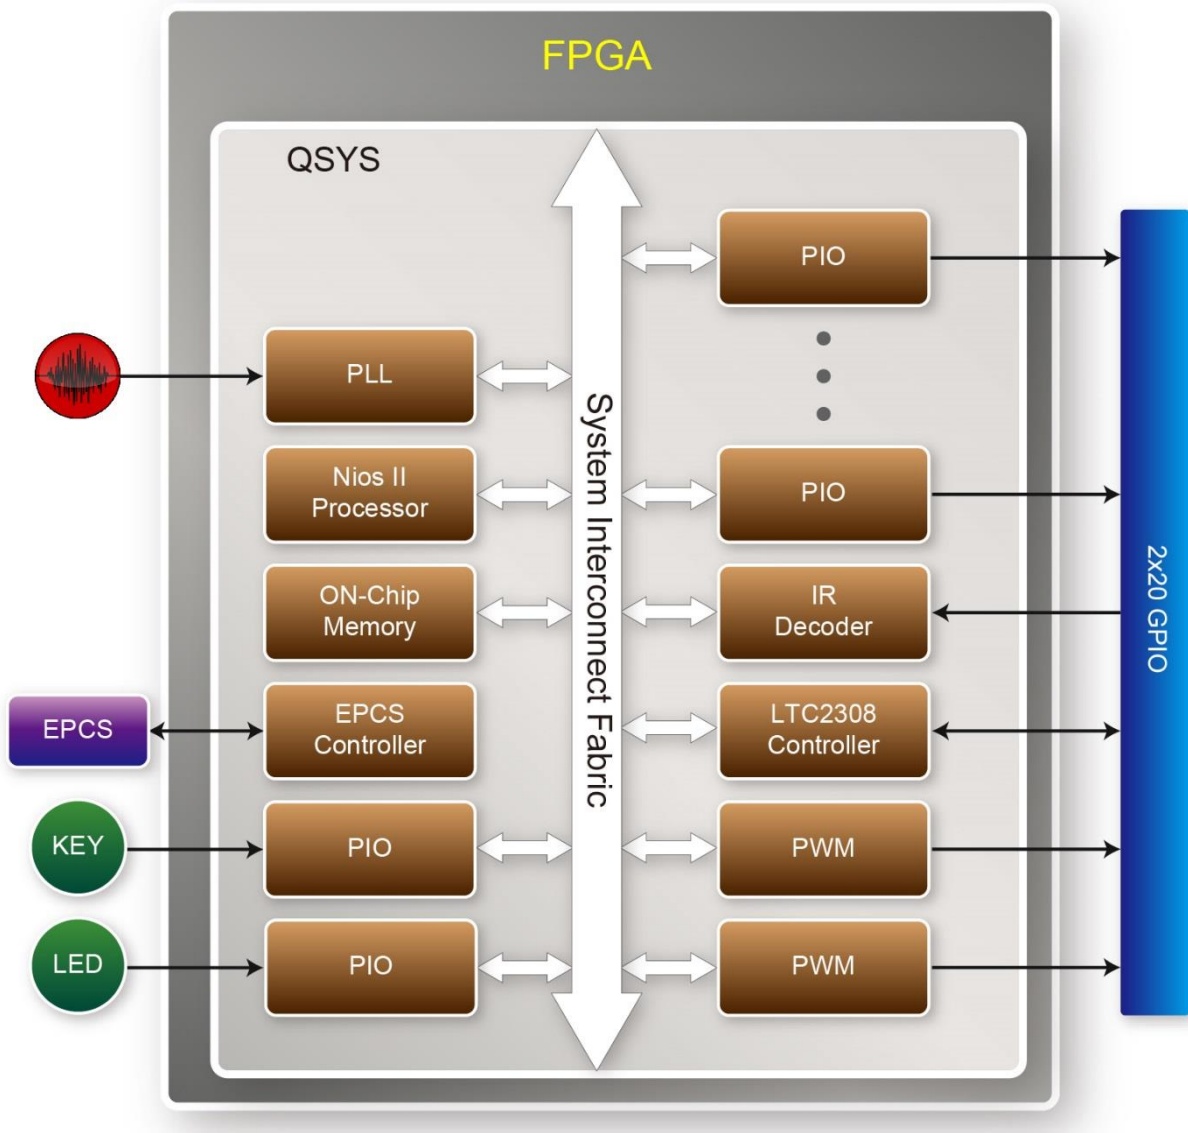 FPGA
QSYS
PLL
Nios II
Processor
ON-Chip
Memory
EPCS
EPCS
Controller
KEY
PIO
LED
PIO
System Interconnect Fabric
PIO
PIO
IR
Decoder
LTC2308
Controller
PWM
PWM
2x20 GPIO